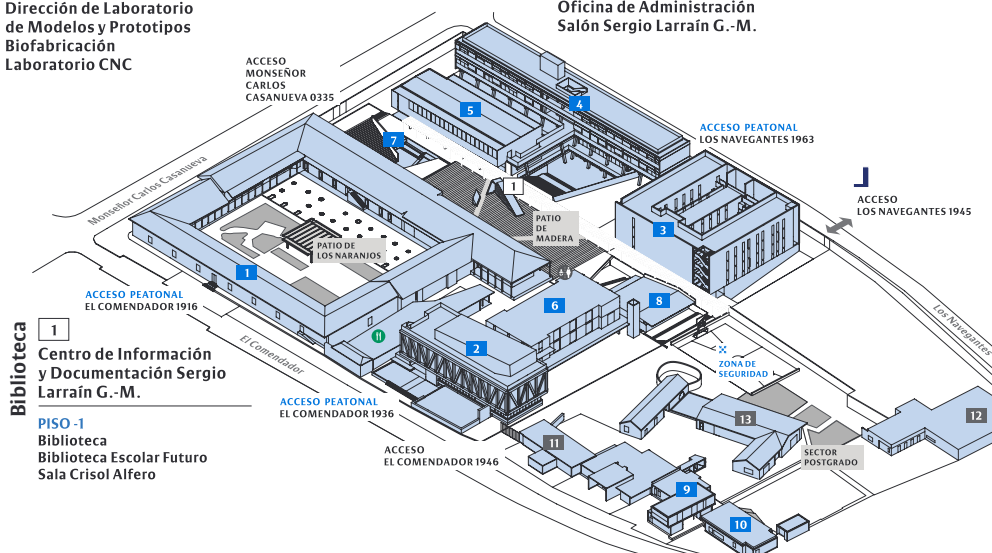 Dirección de Laboratorio
de Modelos y Prototipos
Biofabricación
Laboratorio CNC
Oficina de Administración
Salón Sergio Larraín G.-M.
ACCESO
MONSEÑOR
CARLOS
CASANUEVA 0335
4
5
7
ACCESO PEATONAL
LOS NAVEGANTES 1963
Monseñor Carlos Casanueva
1
ACCESO
LOS NAVEGANTES 1945
PATIO
DE
MADERA
3
PATIO DE
LOS NARANJOS
1
ACCESO PEATONAL
EL COMENDADOR 1916
6
8
Los Navegantes
El Comendador
2
ZONA DE
SEGURIDAD
Biblioteca
1
Centro de Información
y Documentación Sergio
Larraín G.-M.
PISO -1
Biblioteca
Biblioteca Escolar Futuro
Sala Crisol Alfero
ACCESO PEATONAL
EL COMENDADOR 1936
ACCESO
EL COMENDADOR 1946
13
12
11
SECTOR
POSTGRADO
9
10